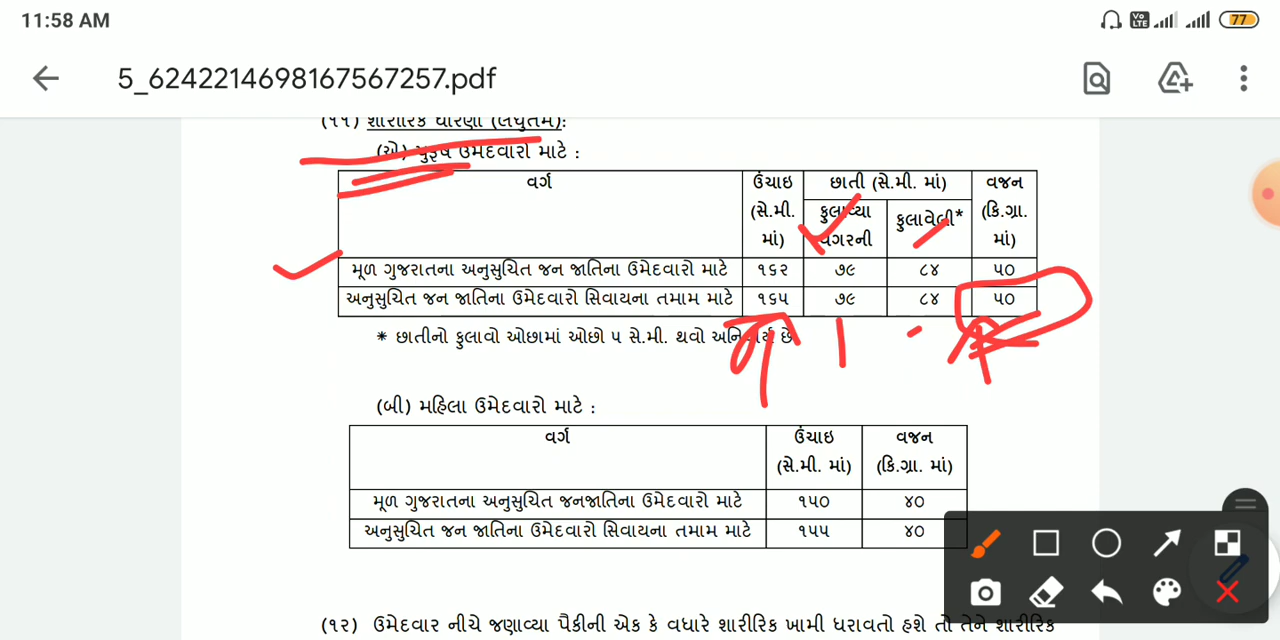 11:58 AM
Vo LTE
77
5_6242214698167567257.pdf
(૧૧) શારીરિક ધોરણો (લઘુતમ):
(એ) પુરૂષ ઉમેદવારો માટે :
વર્ગ ઉંચાઇ (સે.મી. માં) છાતી (સે.મી. માં) વજન (કિ.ગ્રા. માં)
ફુલાવ્યા વગરની ફુલાવેલી*
મૂળ ગુજરાતના અનુસુચિત જન જાતિના ઉમેદવારો માટે ૧૬૨ ૭૯ ૮૪ ૫૦
અનુસુચિત જન જાતિના ઉમેદવારો સિવાયના તમામ માટે ૧૬૫ ૭૯ ૮૪ ૫૦
* છાતીનો ફુલાવો ઓછામાં ઓછો ૫ સે.મી. થવો અનિવાર્ય છે
(બી) મહિલા ઉમેદવારો માટે :
વર્ગ ઉંચાઇ (સે.મી. માં) વજન (કિ.ગ્રા. માં)
મૂળ ગુજરાતના અનુસુચિત જનજાતિના ઉમેદવારો માટે ૧૫૦ ૪૦
અનુસુચિત જન જાતિના ઉમેદવારો સિવાયના તમામ માટે ૧૫૫ ૪૦
(૧૨) ઉમેદવાર નીચે જણાવ્યા પૈકીની એક કે વધારે શારીરિક ખામી ધરાવતો હશે તો તેને શારીરિક